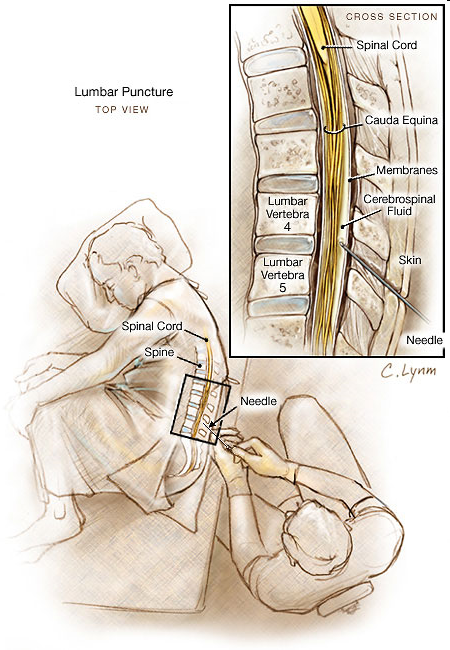 CROSS SECTION
Spinal Cord
Lumbar Puncture
TOP VIEW
Cauda Equina
Membranes
Cerebrospinal
Fluid
Lumbar
Vertebra
4
Skin
Lumbar
Vertebra
5
Needle
C. Lynm
Spinal Cord
Spine
Needle